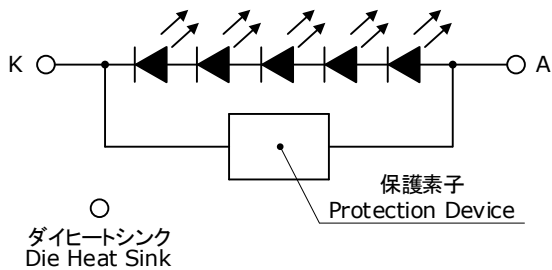 K
A
保護素子
Protection Device
ダイヒートシンク
Die Heat Sink